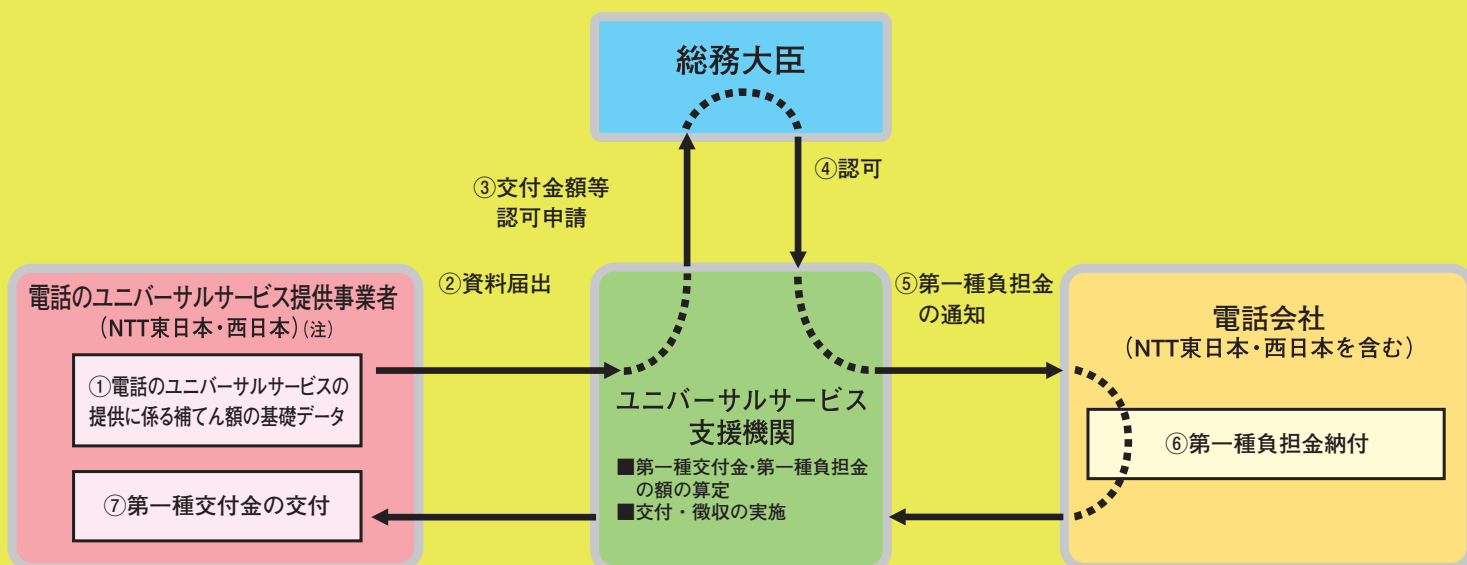 総務大臣
③交付金額等
認可申請
④認可
②資料届出
⑤第一種負担金
の通知
電話のユニバーサルサービス提供事業者
(NTT東日本・西日本)(注)
①電話のユニバーサルサービスの
提供に係る補てん額の基礎データ
⑦第一種交付金の交付
ユニバーサルサービス
支援機関
■第一種交付金・第一種負担金
の額の算定
■交付・徴収の実施
電話会社
(NTT東日本・西日本を含む)
⑥第一種負担金納付